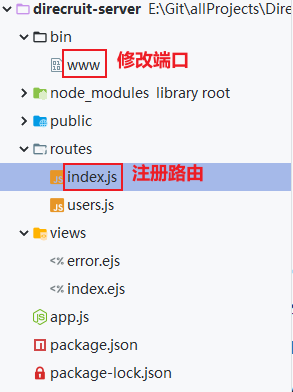 direcruit-server E:\Git\allProjects\Dire
bin
www 修改端口
node_modules library root
public
routes
index.js 注册路由
users.js
views
error.ejs
index.ejs
app.js
package.json
package-lock.json